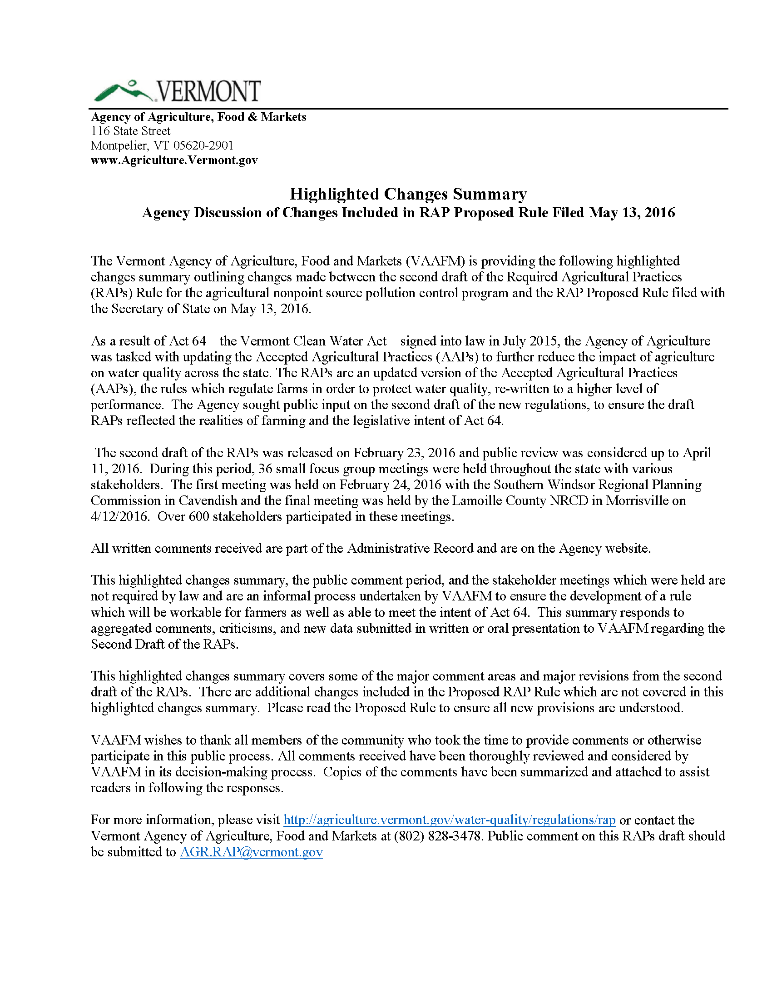 VERMONT
Agency of Agriculture, Food & Markets
116 State Street
Montpelier, VT 05620-2901
www.Agriculture.Vermont.gov
Highlighted Changes Summary
Agency Discussion of Changes Included in RAP Proposed Rule Filed May 13, 2016
The Vermont Agency of Agriculture, Food and Markets (VAAFM) is providing the following highlighted
changes summary outlining changes made between the second draft of the Required Agricultural Practices
(RAPs) Rule for the agricultural nonpoint source pollution control program and the RAP Proposed Rule filed with
the Secretary of State on May 13, 2016.
As a result of Act 64—the Vermont Clean Water Act—signed into law in July 2015, the Agency of Agriculture
was tasked with updating the Accepted Agricultural Practices (AAPs) to further reduce the impact of agriculture
on water quality across the state. The RAPs are an updated version of the Accepted Agricultural Practices
(AAPs), the rules which regulate farms in order to protect water quality, re-written to a higher level of
performance.  The Agency sought public input on the second draft of the new regulations, to ensure the draft
RAPs reflected the realities of farming and the legislative intent of Act 64.
The second draft of the RAPs was released on February 23, 2016 and public review was considered up to April
11, 2016.  During this period, 36 small focus group meetings were held throughout the state with various
stakeholders.  The first meeting was held on February 24, 2016 with the Southern Windsor Regional Planning
Commission in Cavendish and the final meeting was held by the Lamoille County NRCD in Morrisville on
4/12/2016.  Over 600 stakeholders participated in these meetings.
All written comments received are part of the Administrative Record and are on the Agency website.
This highlighted changes summary, the public comment period, and the stakeholder meetings which were held are
not required by law and are an informal process undertaken by VAAFM to ensure the development of a rule
which will be workable for farmers as well as able to meet the intent of Act 64.  This summary responds to
aggregated comments, criticisms, and new data submitted in written or oral presentation to VAAFM regarding the
Second Draft of the RAPs.
This highlighted changes summary covers some of the major comment areas and major revisions from the second
draft of the RAPs.  There are additional changes included in the Proposed RAP Rule which are not covered in this
highlighted changes summary.  Please read the Proposed Rule to ensure all new provisions are understood.
VAAFM wishes to thank all members of the community who took the time to provide comments or otherwise
participate in this public process. All comments received have been thoroughly reviewed and considered by
VAAFM in its decision-making process.  Copies of the comments have been summarized and attached to assist
readers in following the responses.
For more information, please visit http://agriculture.vermont.gov/water-quality/regulations/rap or contact the
Vermont Agency of Agriculture, Food and Markets at (802) 828-3478. Public comment on this RAPs draft should
be submitted to AGR.RAP@vermont.gov